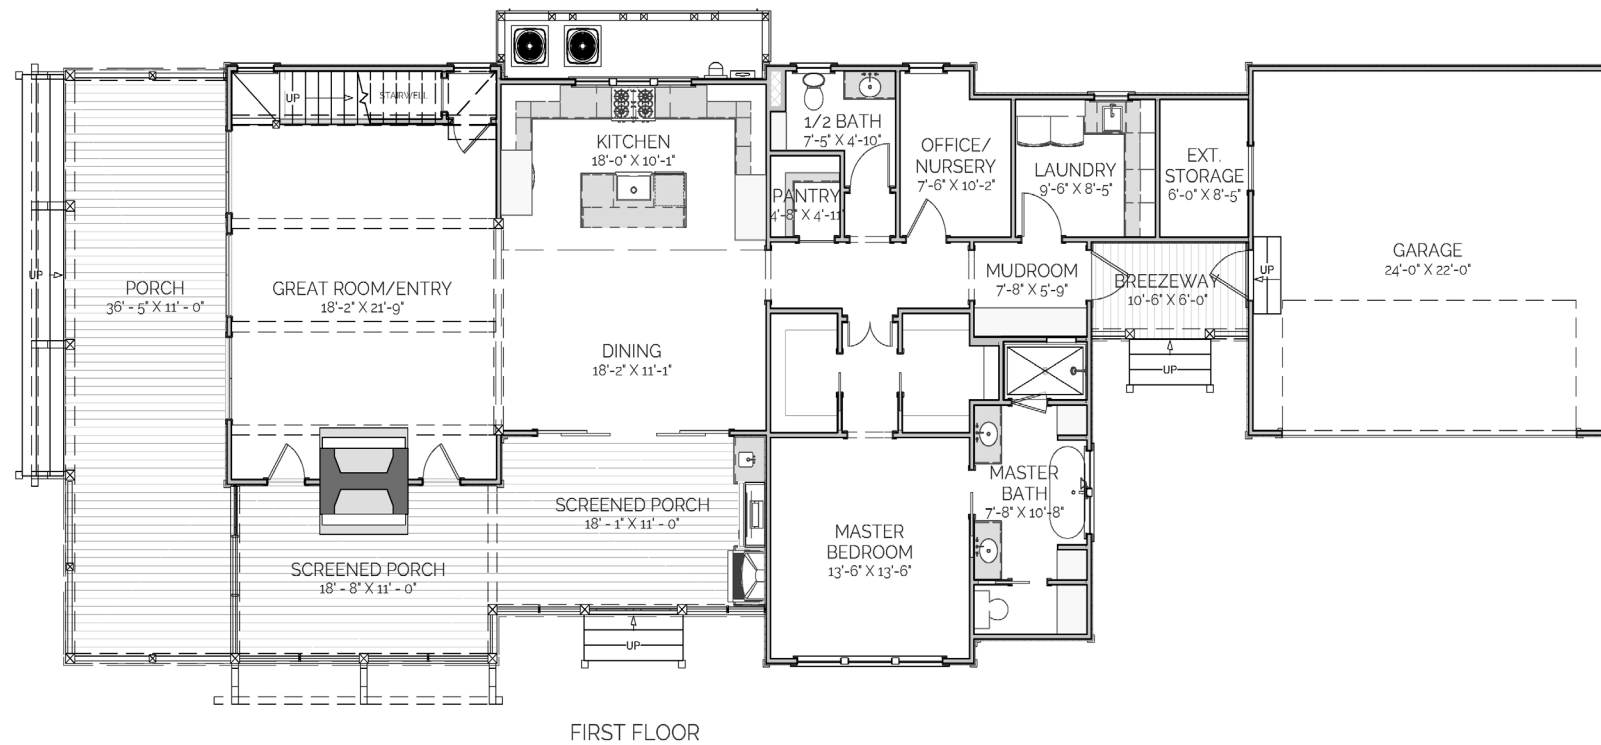 UP
STAIRWELL
KITCHEN
18'-0" X 10'-1"
1/2 BATH
7'-5" X 4'-10"
OFFICE/
NURSERY
7'-6" X 10'-2"
LAUNDRY
9'-6" X 8'-5"
EXT.
STORAGE
6'-0" X 8'-5"
PANTRY
4'-8" X 4'-11"
UP
PORCH
36' - 5" X 11' - 0"
GREAT ROOM/ENTRY
18'-2" X 21'-9"
MUDROOM
7'-8" X 5'-9"
BREEZEWAY
10'-6" X 6'-0"
UP
GARAGE
24'-0" X 22'-0"
DINING
18'-2" X 11'-1"
UP
SCREENED PORCH
18' - 1" X 11' - 0"
MASTER
BATH
7'-8" X 10'-8"
MASTER
BEDROOM
13'-6" X 13'-6"
SCREENED PORCH
18' - 8" X 11' - 0"
UP
FIRST FLOOR